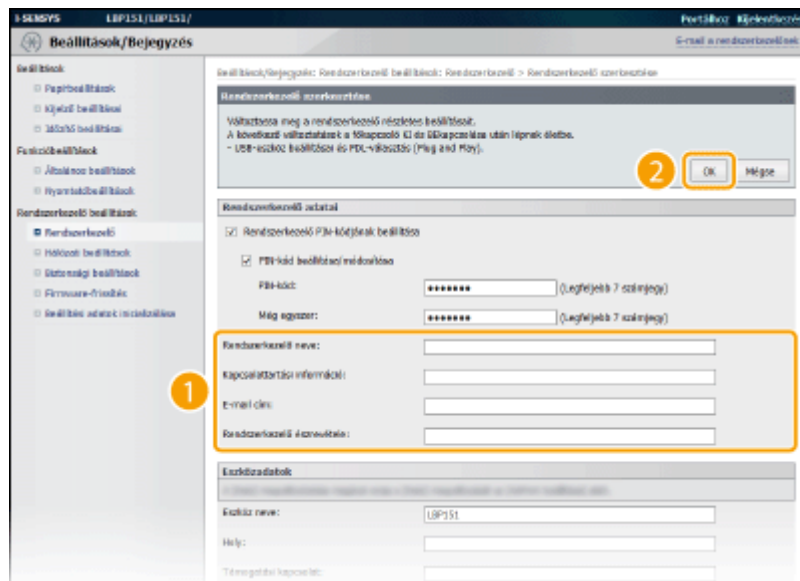 i-SENSYS LBP151/LBP151/ Portálhoz Kijelentkezés
Beállítások/Bejegyzés E-mail a rendszerkezelőnek
Beállítások Beállítások/Bejegyzés: Rendszerkezelő beállítások: Rendszerkezelő > Rendszerkezelő szerkesztése
Papírbeállítások
Kijelző beállításai
Időzítő beállításai
Funkcióbeállítások
Általános beállítások
Nyomtatóbeállítások
Rendszerkezelő beállítások
Rendszerkezelő
Hálózati beállítások
Biztonsági beállítások
Firmware-frissítés
Beállítás adatok inicializálása
Rendszerkezelő szerkesztése
Változtassa meg a rendszerkezelő részletes beállításait.
A következő változtatások a főkapcsoló KI és BEkapcsolása után lépnek életbe.
- USB-eszköz beállításai és PDL-választás (Plug and Play).
2 OK Mégse
Rendszerkezelő adatai
Rendszerkezelő PIN-kódjának beállítása
PIN-kód beállítása/módosítása
PIN-kód: ••••••• (Legfeljebb 7 számjegy)
Még egyszer: ••••••• (Legfeljebb 7 számjegy)
1
Rendszerkezelő neve:
Kapcsolattartási információ:
E-mail cím:
Rendszerkezelő észrevétele:
Eszközadatok
Eszköz neve: LBP151
Hely:
Támogatási kapcsolat: